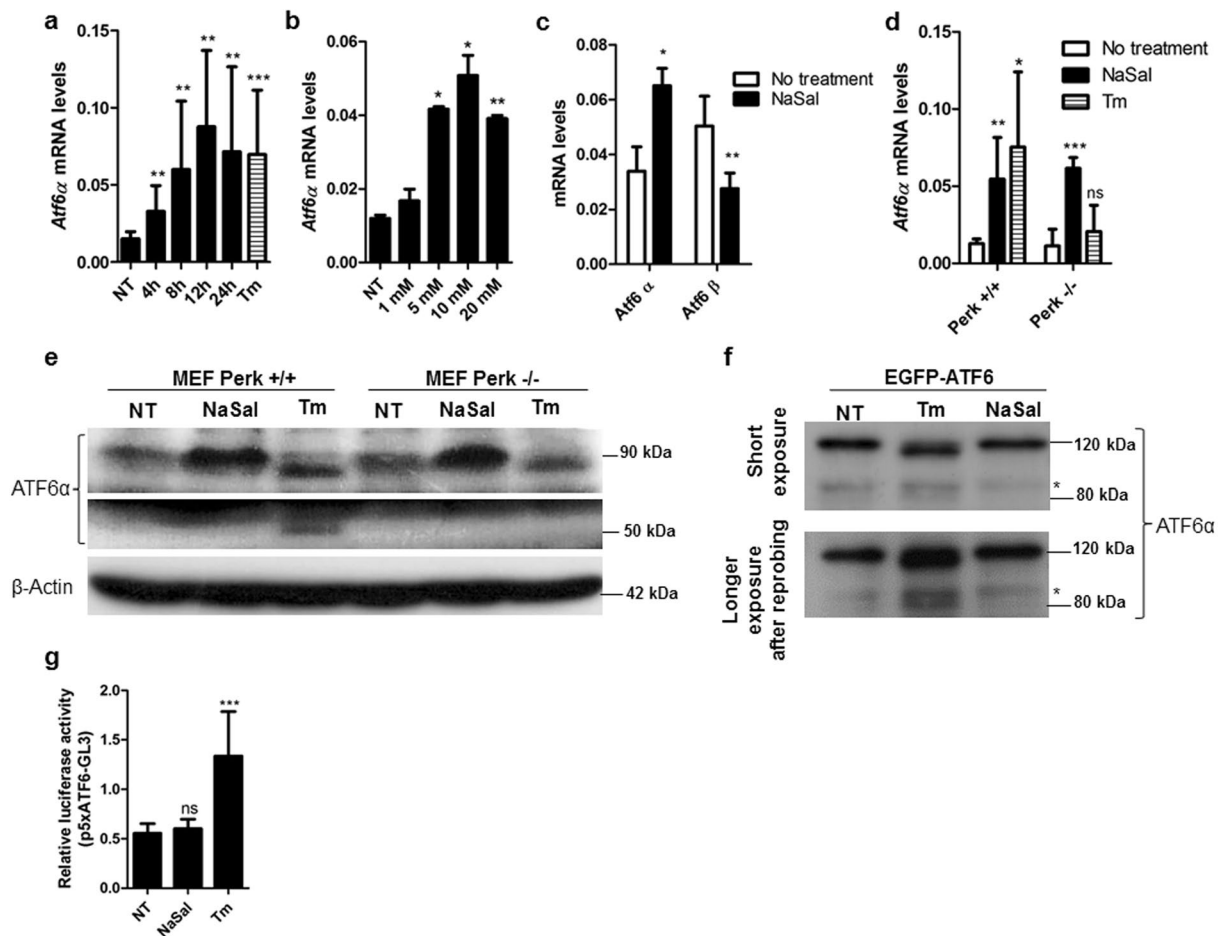 a
Atf6α mRNA levels
0.15
0.10
0.05
0.00
**
**
**
**
***
NT
4h
8h
12h
24h
Tm
b
Atf6α mRNA levels
0.06
0.04
0.02
0.00
*
*
**
NT
1 mM
5 mM
10 mM
20 mM
c
mRNA levels
0.08
0.06
0.04
0.02
0.00
*
**
No treatment
NaSal
Atf6 α
Atf6 β
d
Atf6α mRNA levels
0.15
0.10
0.05
0.00
**
*
***
ns
No treatment
NaSal
Tm
Perk +/+
Perk -/-
e
MEF Perk +/+
MEF Perk -/-
NT
NaSal
Tm
NT
NaSal
Tm
ATF6α
90 kDa
50 kDa
β-Actin
42 kDa
f
EGFP-ATF6
NT
Tm
NaSal
Short
exposure
120 kDa
*
80 kDa
Longer
exposure
after reprobing
120 kDa
*
80 kDa
ATF6α
g
Relative luciferase activity
(p5xATF6-GL3)
2.0
1.5
1.0
0.5
0.0
ns
***
NT
NaSal
Tm